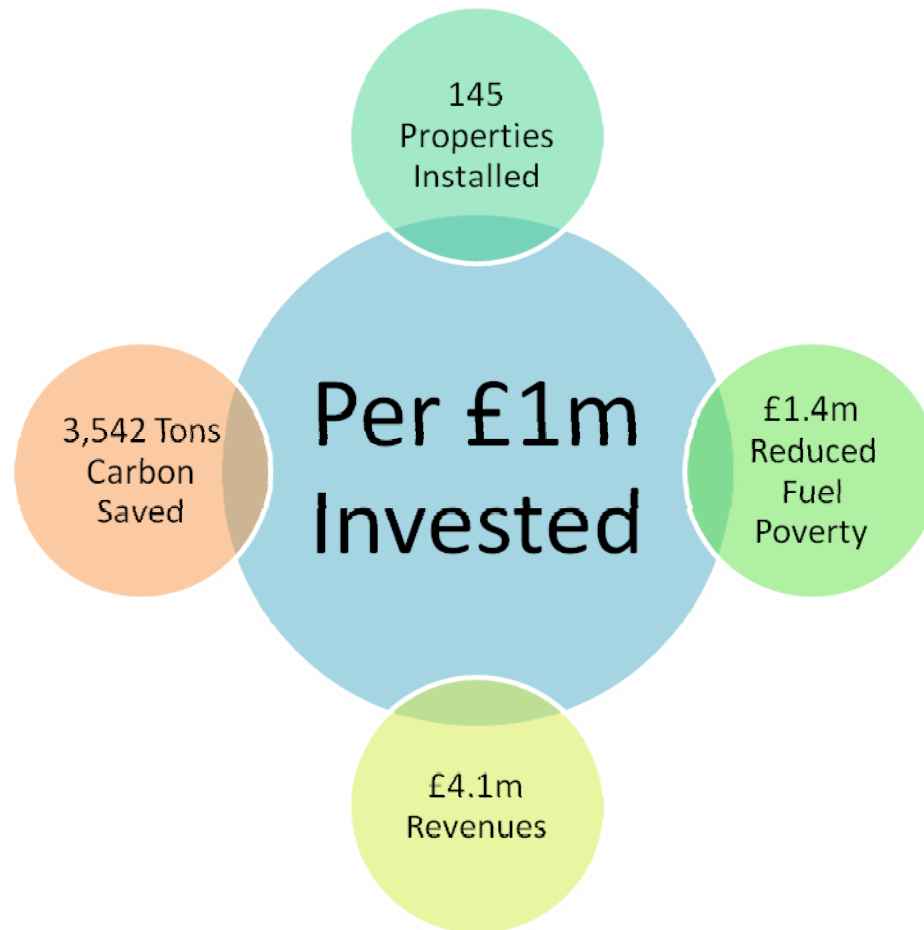 145
Properties
Installed
Per £1m
Invested
3,542 Tons
Carbon
Saved
£1.4m
Reduced
Fuel
Poverty
£4.1m
Revenues